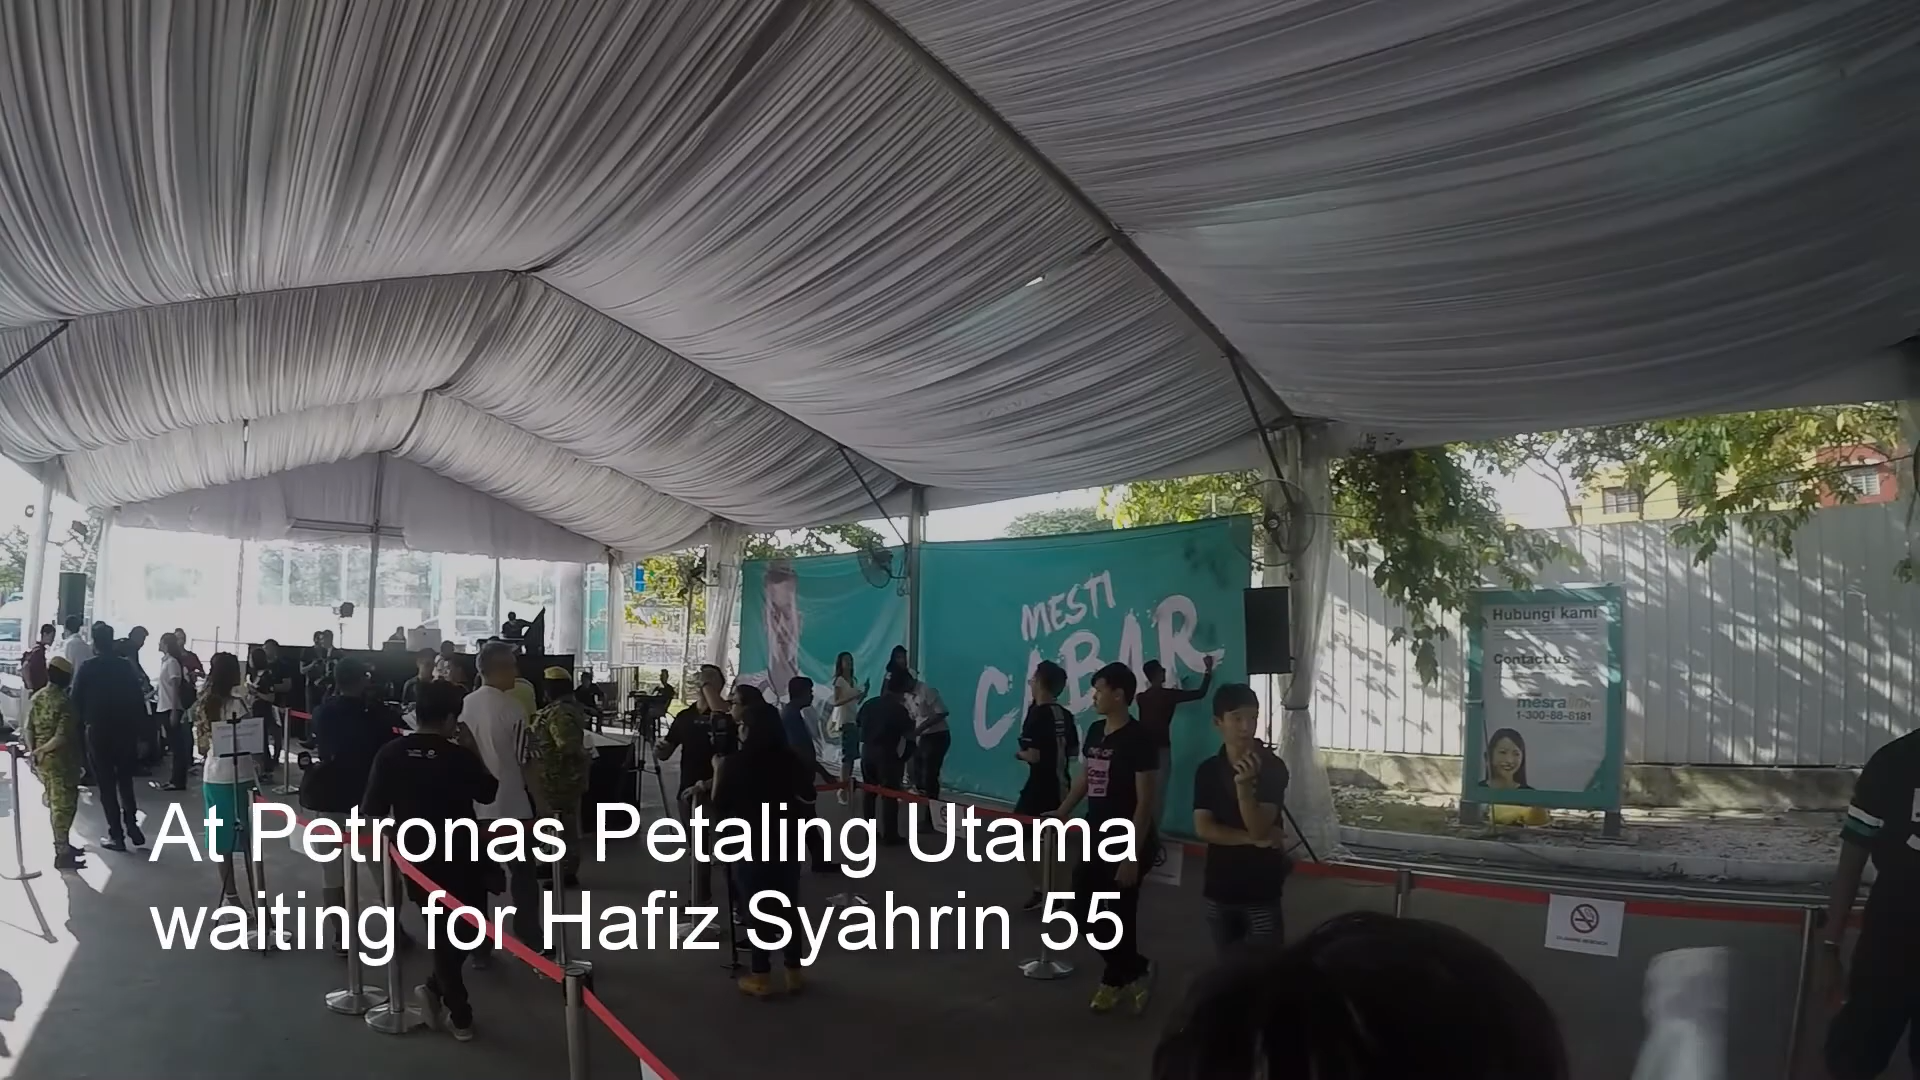 MESTI
CABAR
Hubungi kami
Contact us
mesralink
1-300-88-8181
At Petronas Petaling Utama
waiting for Hafiz Syahrin 55